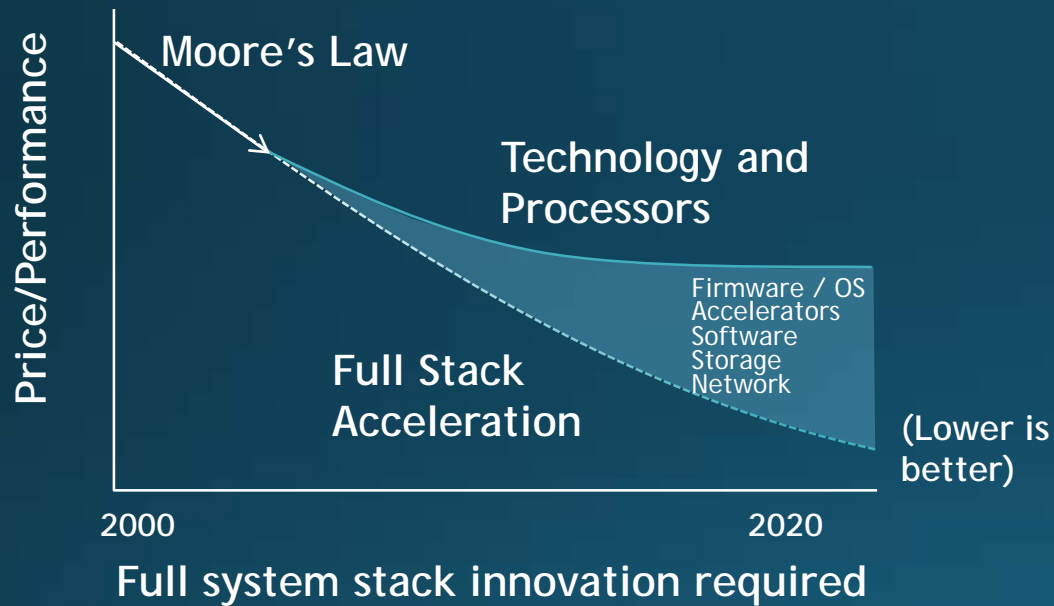 Price/Performance
Moore's Law
Technology and
Processors
Firmware / OS
Accelerators
Software
Storage
Network
Full Stack
Acceleration
(Lower is
better)
2000
2020
Full system stack innovation required